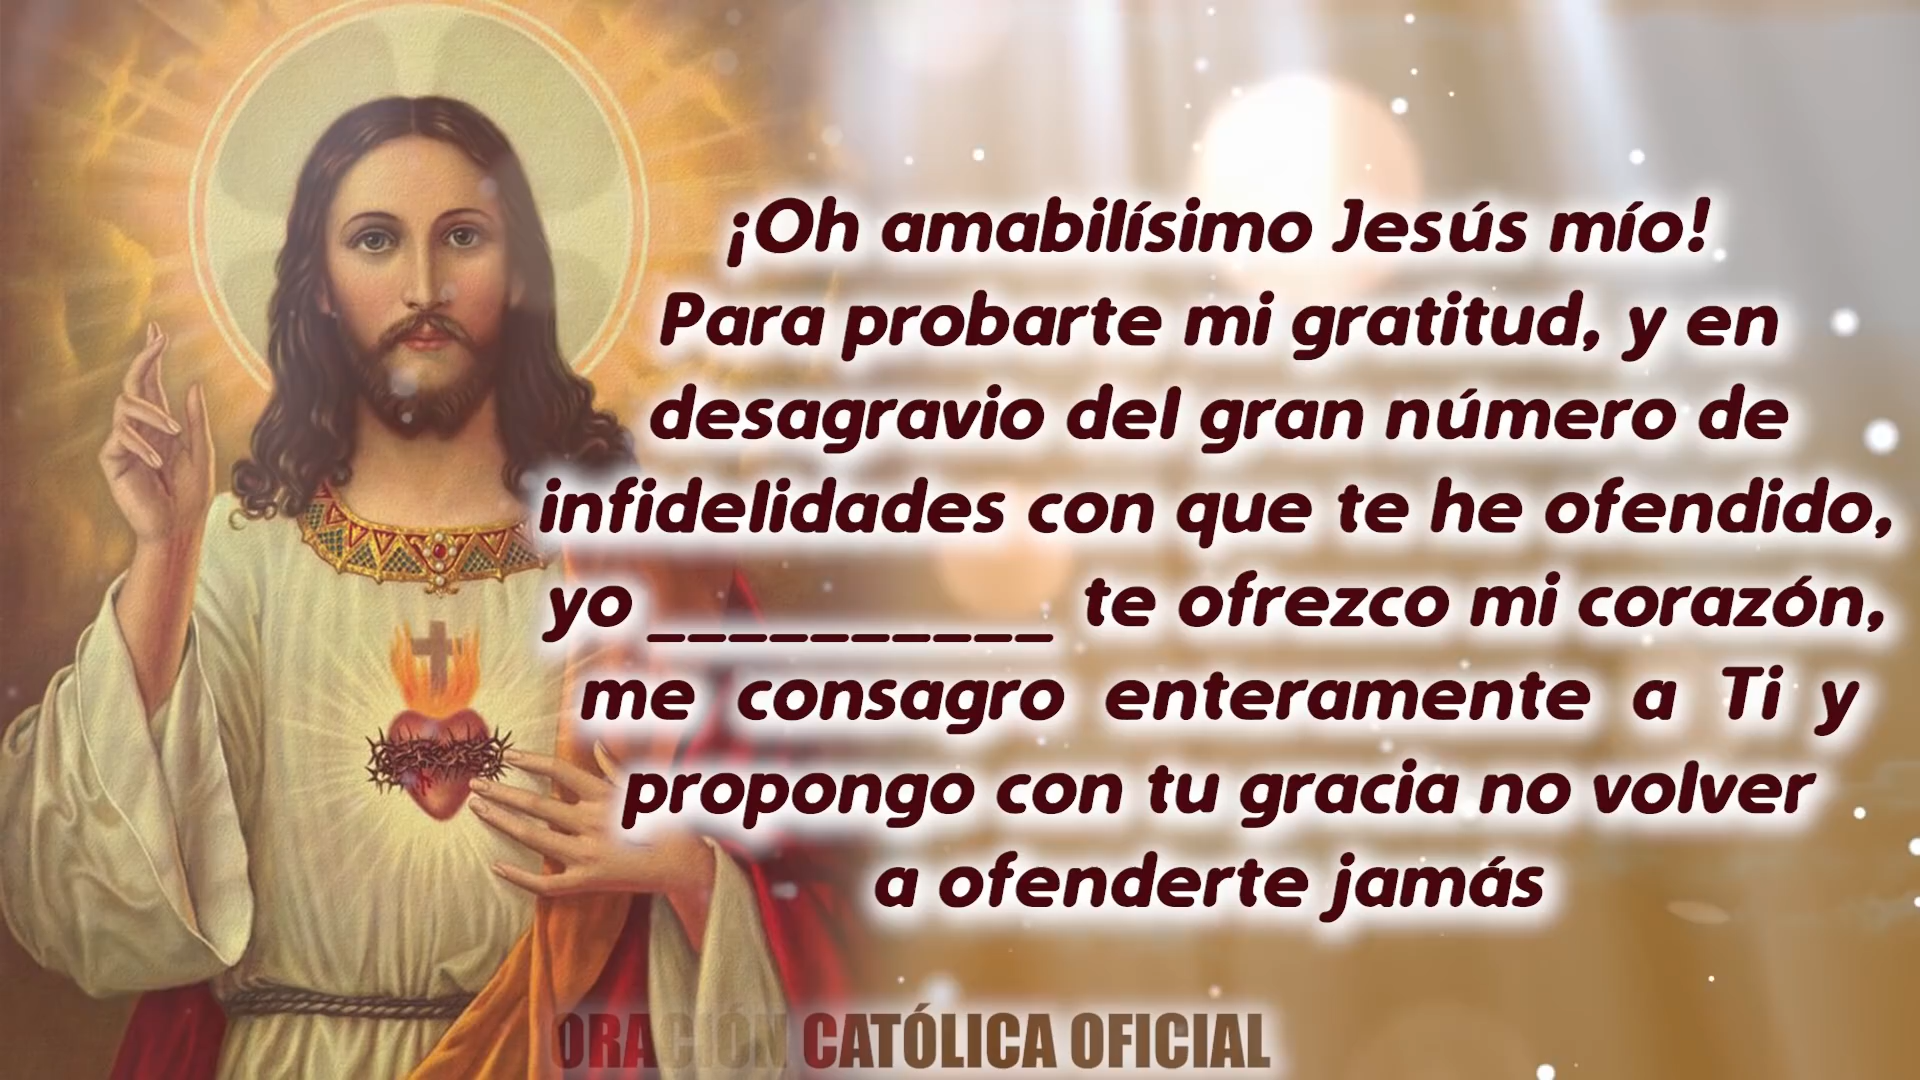 ¡Oh amabilísimo Jesús mío!
Para probarte mi gratitud, y en
desagravio del gran número de
infidelidades con que te he ofendido,
yo __________ te ofrezco mi corazón,
me consagro enteramente a Ti y
propongo con tu gracia no volver
a ofenderte jamás
ORACIÓN CATÓLICA OFICIAL